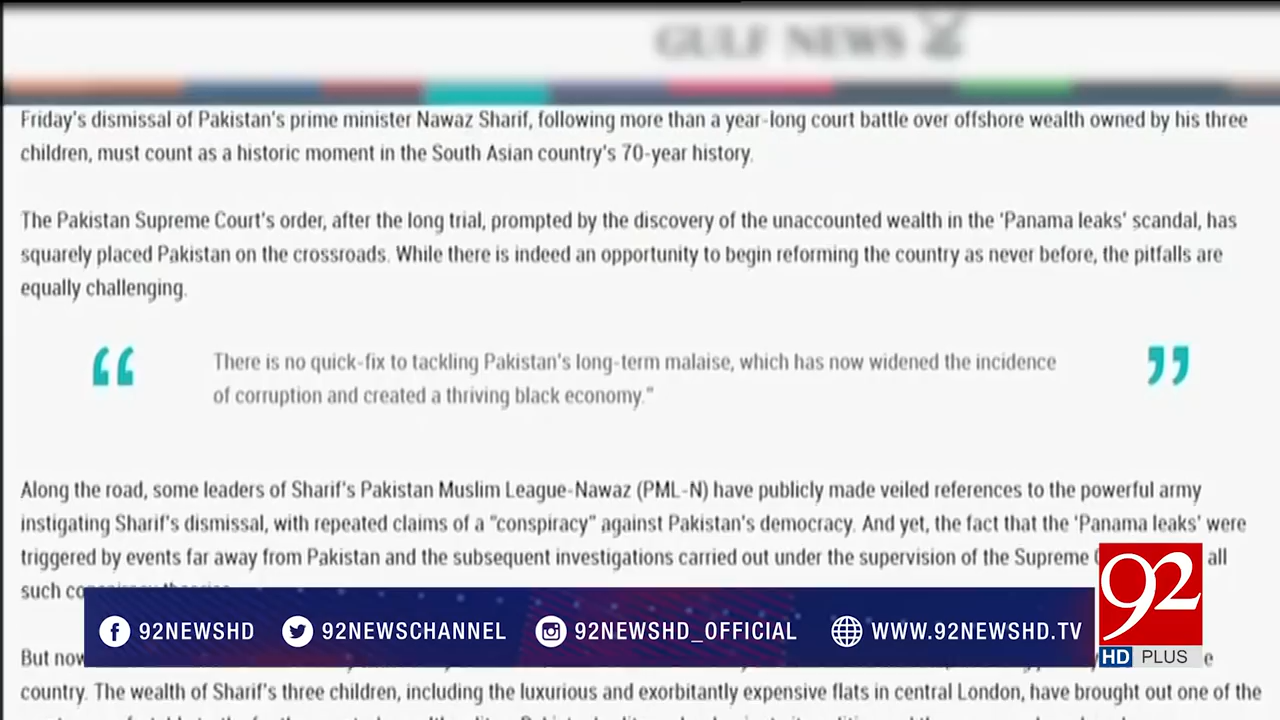 GULF NEWS
Friday's dismissal of Pakistan's prime minister Nawaz Sharif, following more than a year-long court battle over offshore wealth owned by his three
children, must count as a historic moment in the South Asian country's 70-year history.
The Pakistan Supreme Court's order, after the long trial, prompted by the discovery of the unaccounted wealth in the 'Panama leaks' scandal, has
squarely placed Pakistan on the crossroads. While there is indeed an opportunity to begin reforming the country as never before, the pitfalls are
equally challenging.
“ There is no quick-fix to tackling Pakistan's long-term malaise, which has now widened the incidence ”
of corruption and created a thriving black economy."
Along the road, some leaders of Sharif's Pakistan Muslim League-Nawaz (PML-N) have publicly made veiled references to the powerful army
instigating Sharif's dismissal, with repeated claims of a "conspiracy" against Pakistan's democracy. And yet, the fact that the 'Panama leaks' were
triggered by events far away from Pakistan and the subsequent investigations carried out under the supervision of the Supreme all
such
92NEWSHD 92NEWSCHANNEL 92NEWSHD_OFFICIAL WWW.92NEWSHD.TV
92
HD PLUS
But now
country. The wealth of Sharif's three children, including the luxurious and exorbitantly expensive flats in central London, have brought out one of the